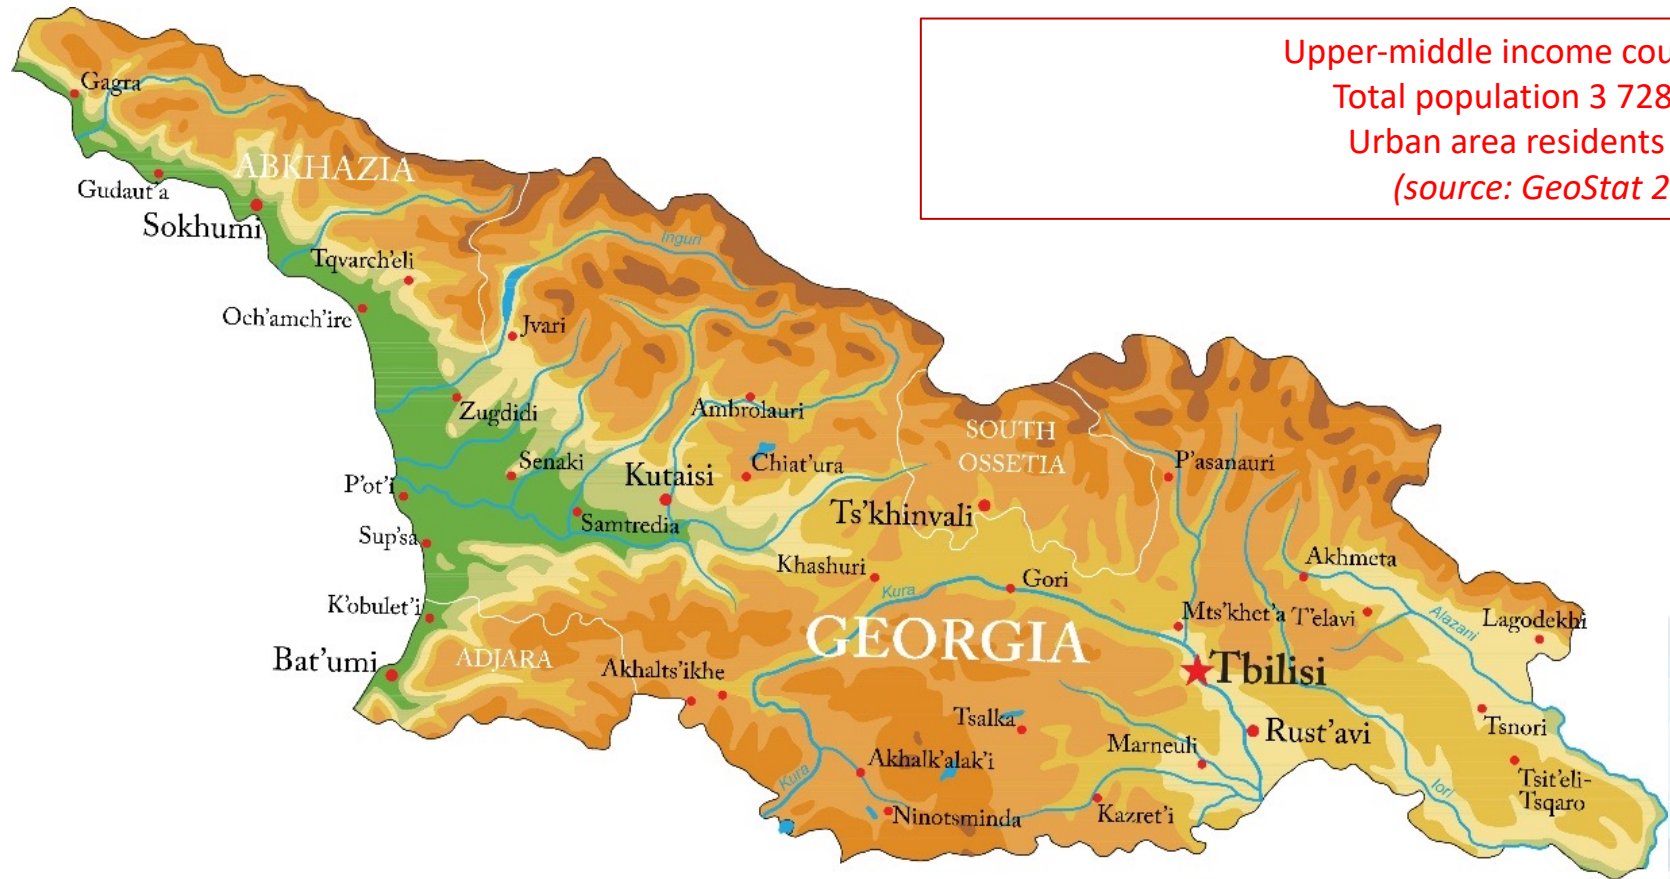 Upper-middle income
Total population 3 728
Urban area residents
(source: GeoStat
Gagra
ABKHAZIA
Gudaut'a
Sokhumi
Inguri
Tqvarch'eli
Och'amch'ire
Jvari
Zugdidi
Ambrolauri
SOUTH
OSSETIA
Senaki
Chiat'ura
P'asanauri
P'ot'i
Kutaisi
Ts'khinvali
Samtredia
Sup'sa
Khashuri
Gori
Akhmeta
Kura
K'obulet'i
Mts'khet'a
T'elavi
Alazani
Lagodekhi
GEORGIA
Bat'umi
ADJARA
Akhalts'ikhe
Tbilisi
Tsalka
Rust'avi
Tsnori
Marneuli
Akhalk'alak'i
Kura
Iori
Tsit'eli-
Tsqaro
Ninotsminda
Kazret'i